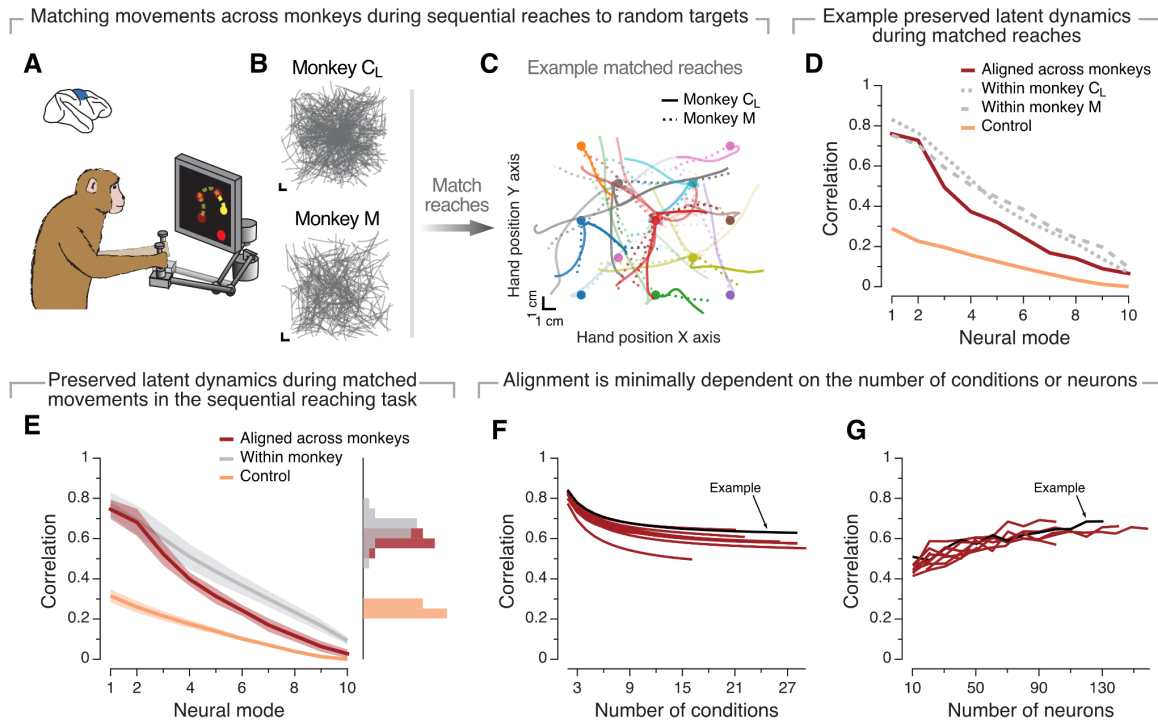 Matching movements across monkeys during sequential reaches to random targets
Example preserved latent dynamics
during matched reaches
A
B
Monkey CL
Monkey M
Match
reaches
C
Example matched reaches
Monkey CL
Monkey M
Hand position Y axis
1 cm
1 cm
Hand position X axis
D
Aligned across monkeys
Within monkey CL
Within monkey M
Control
Correlation
1
0.8
0.6
0.4
0.2
0
1 2 4 6 8 10
Neural mode
Preserved latent dynamics during matched
movements in the sequential reaching task
Alignment is minimally dependent on the number of conditions or neurons
E
Aligned across monkeys
Within monkey
Control
Correlation
1
0.8
0.6
0.4
0.2
0
1 2 4 6 8 10
Neural mode
F
Example
Correlation
1
0.8
0.6
0.4
0.2
0
3 9 15 21 27
Number of conditions
G
Example
Correlation
1
0.8
0.6
0.4
0.2
0
10 50 90 130
Number of neurons